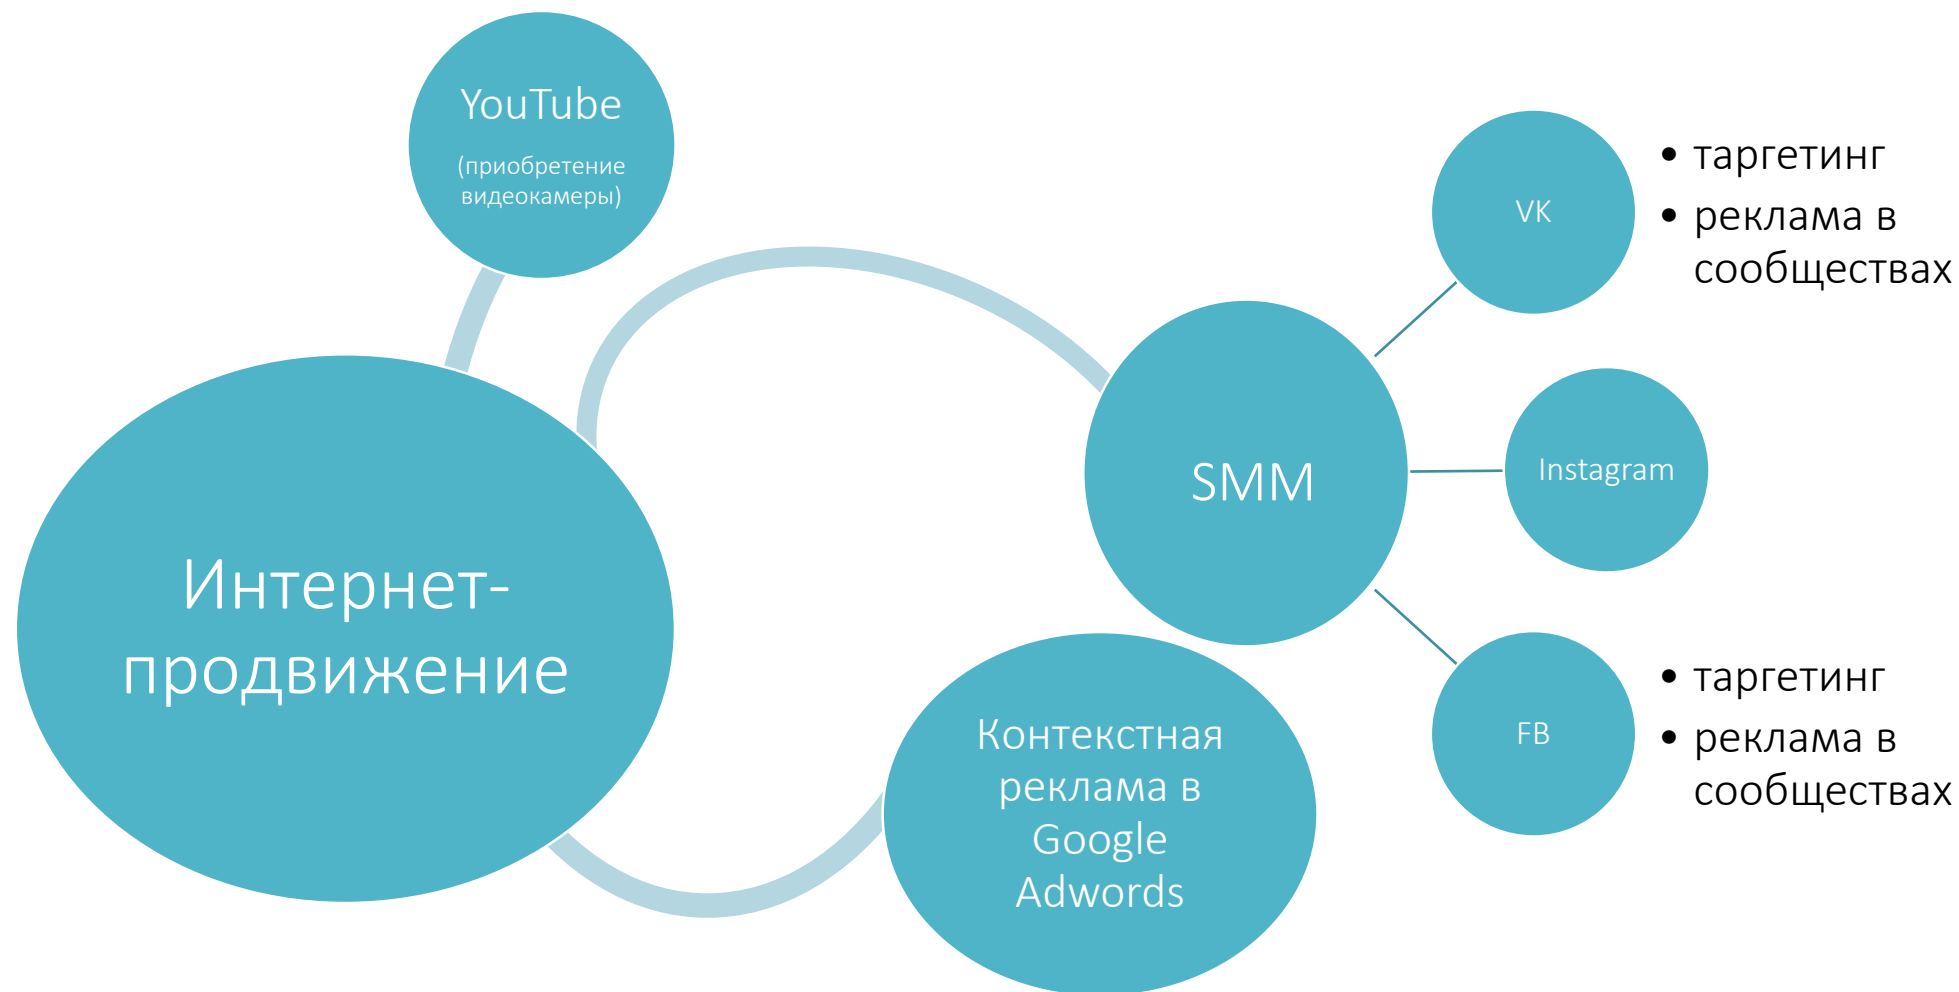 YouTube
(приобретение
видеокамеры)
Интернет-
продвижение
SMM
Контекстная
реклама в
Google
Adwords
VK
• таргетинг
• реклама в
сообществах
Instagram
FB
• таргетинг
• реклама в
сообществах